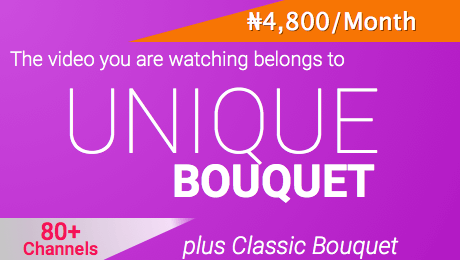 ₦4,800/Month
The video you are watching belongs to
UNIQUE
BOUQUET
80+
Channels
plus Classic Bouquet